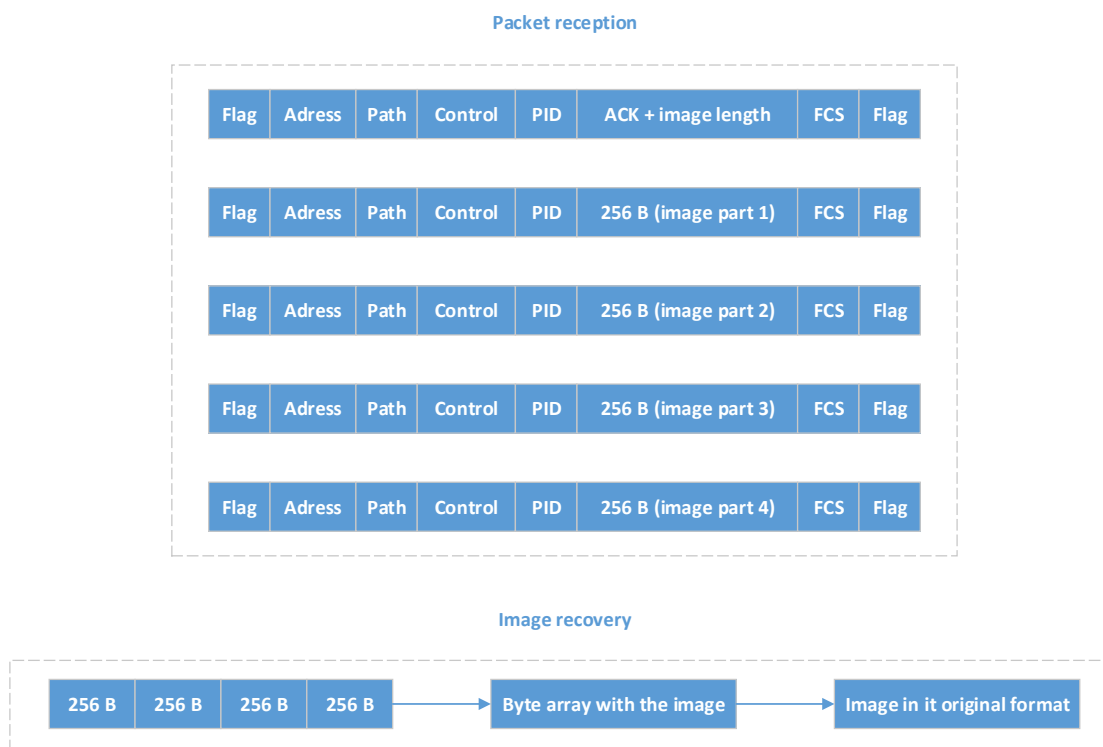 Packet reception
Flag Adress Path Control PID ACK + image length FCS Flag
Flag Adress Path Control PID 256 B (image part 1) FCS Flag
Flag Adress Path Control PID 256 B (image part 2) FCS Flag
Flag Adress Path Control PID 256 B (image part 3) FCS Flag
Flag Adress Path Control PID 256 B (image part 4) FCS Flag
Image recovery
256 B 256 B 256 B 256 B Byte array with the image Image in it original format